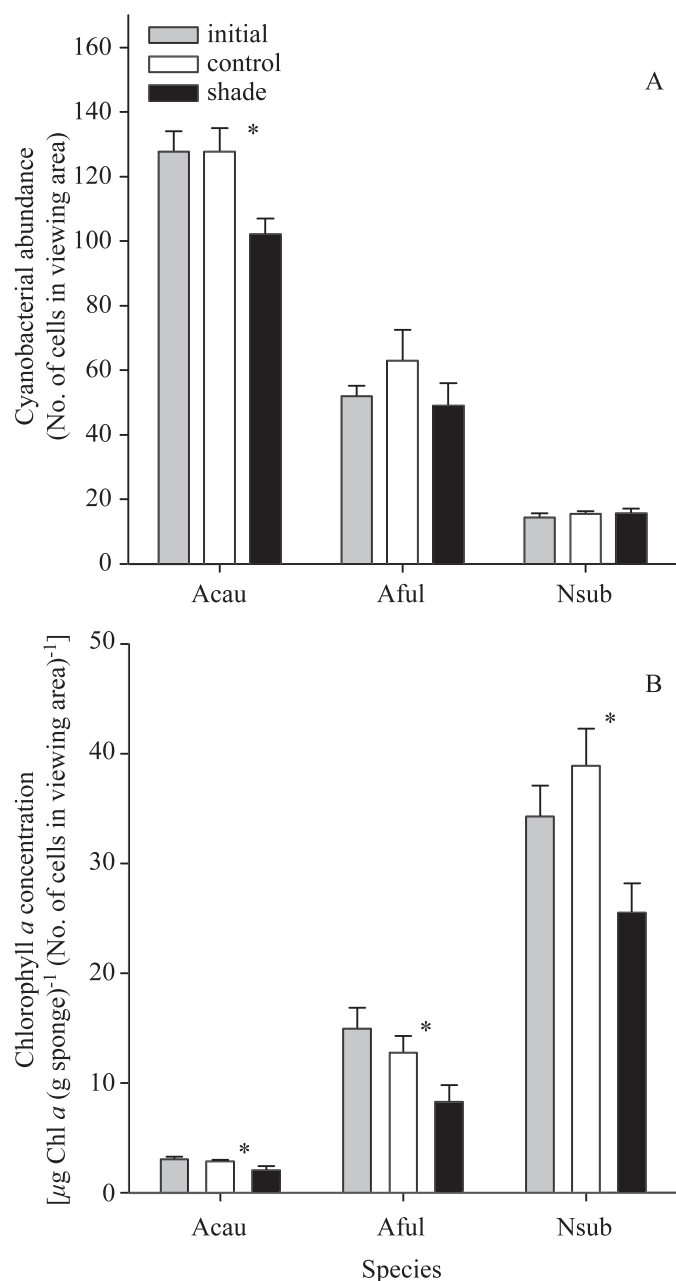 160
140
120
100
80
60
40
20
0
Cyanobacterial abundance
(No. of cells in viewing area)
initial
control
shade
A
*
Acau
Aful
Nsub
50
40
30
20
10
0
Chlorophyll a concentration
[µg Chl a (g sponge)⁻¹ (No. of cells in viewing area)⁻¹]
B
*
*
*
Acau
Aful
Nsub
Species